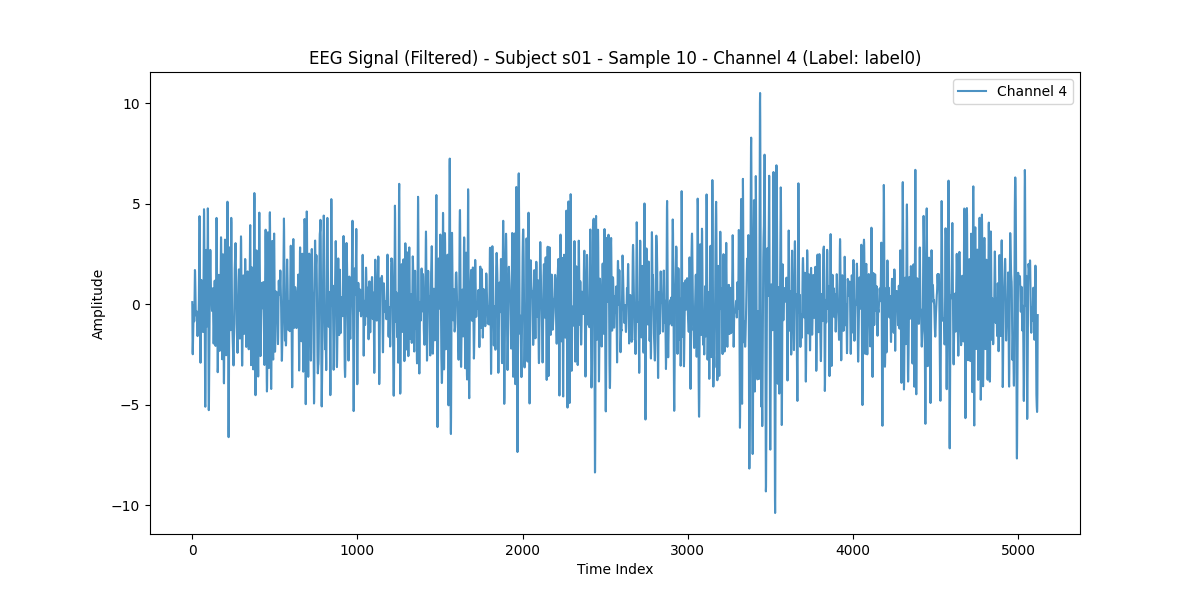 EEG Signal (Filtered) - Subject s01 - Sample 10 - Channel 4 (Label: label0)
Channel 4
10
5
0
−5
−10
Amplitude
0 1000 2000 3000 4000 5000
Time Index